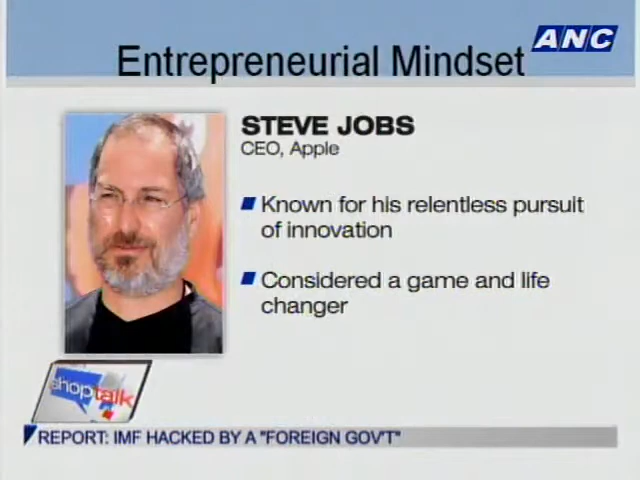 Entrepreneurial Mindset
ANC
STEVE JOBS
CEO, Apple
Known for his relentless pursuit
of innovation
Considered a game and life
changer
shoptalk
REPORT: IMF HACKED BY A "FOREIGN GOV'T"